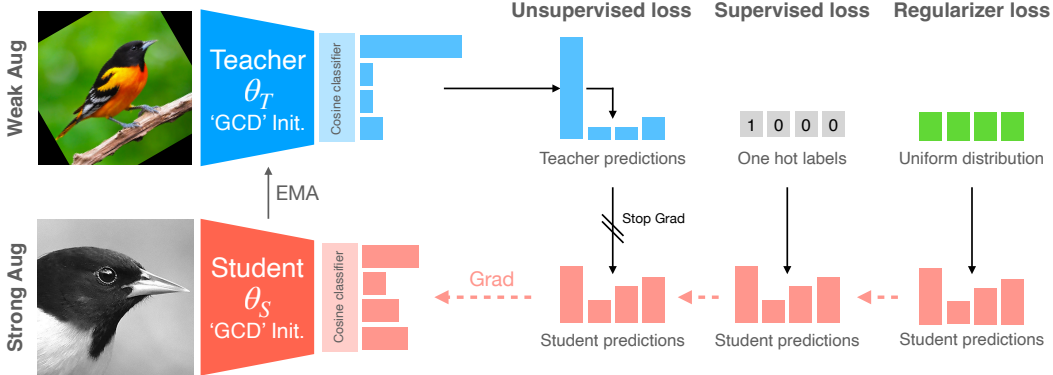 Unsupervised loss
Supervised loss
Regularizer loss
Weak Aug
Teacher
θ_T
'GCD' Init.
Cosine classifier
1 0 0 0
Teacher predictions
One hot labels
Uniform distribution
EMA
Stop Grad
Strong Aug
Student
θ_S
'GCD' Init.
Cosine classifier
Grad
Student predictions
Student predictions
Student predictions